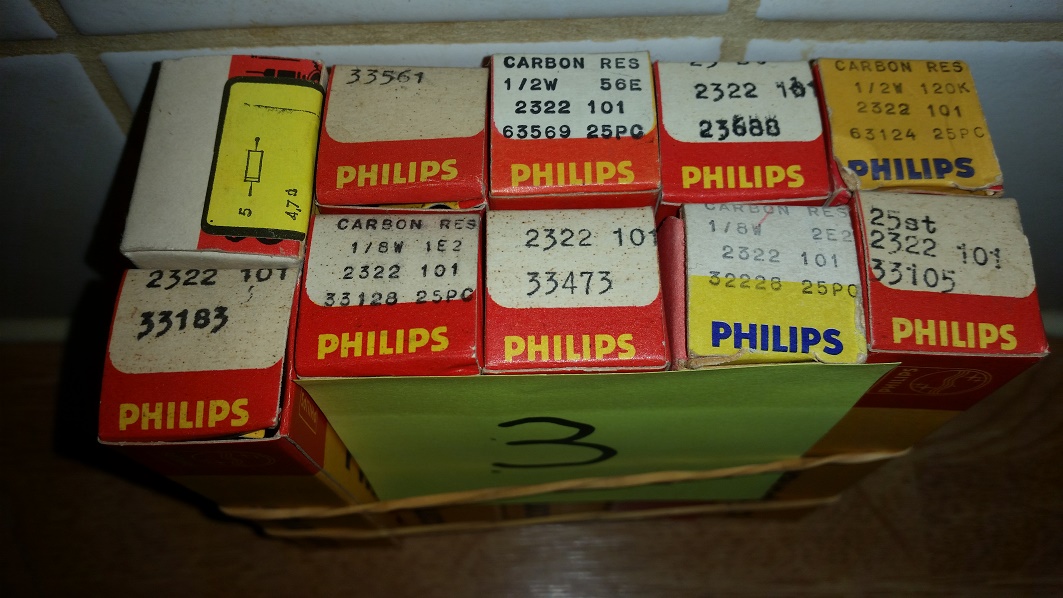 5
4,7 Ω
33561
PHILIPS
CARBON RES
1/2W 56E
2322 101
63569 25PC
PHILIPS
2322 101
23688
PHILIPS
CARBON RES
1/2W 120K
2322 101
63124 25PC
PHILIPS
2322 101
33183
PHILIPS
CARBON RES
1/8W 1E2
2322 101
33128 25PC
PHILIPS
2322 101
33473
PHILIPS
CARBON RES
1/8W 2E2
2322 101
32228 25PC
PHILIPS
25st
2322 101
33105
PHILIPS
3